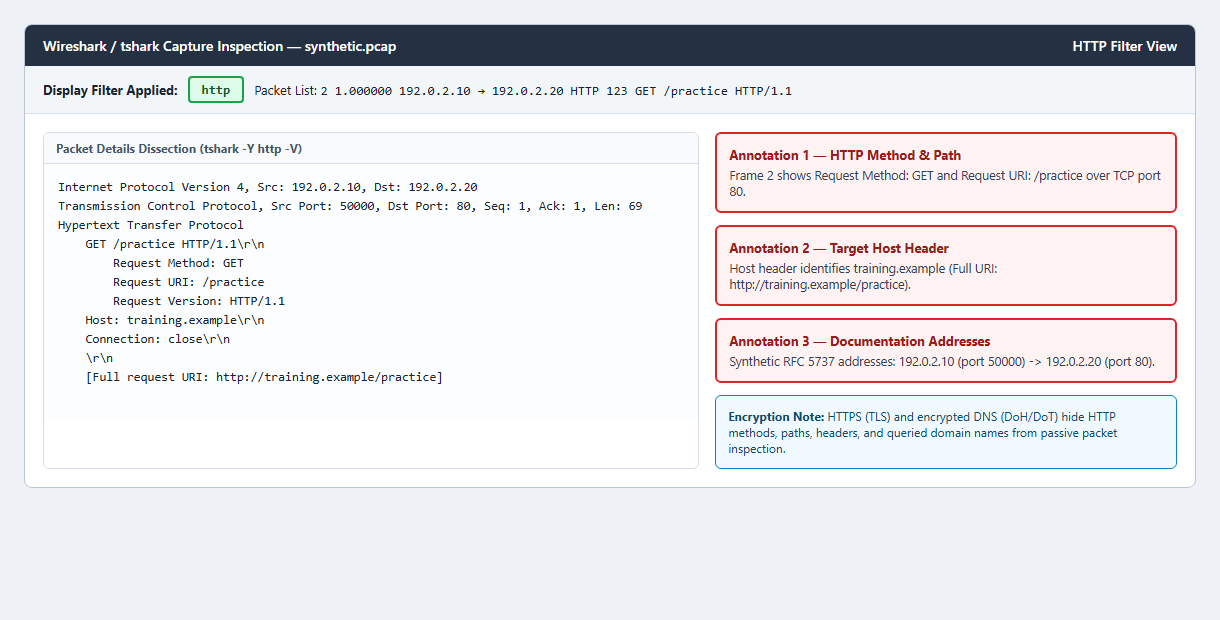 Wireshark / tshark Capture Inspection — synthetic.pcap
HTTP Filter View
Display Filter Applied: http Packet List: 2 1.000000 192.0.2.10 → 192.0.2.20 HTTP 123 GET /practice HTTP/1.1
Packet Details Dissection (tshark -Y http -V)
Internet Protocol Version 4, Src: 192.0.2.10, Dst: 192.0.2.20
Transmission Control Protocol, Src Port: 50000, Dst Port: 80, Seq: 1, Ack: 1, Len: 69
Hypertext Transfer Protocol
    GET /practice HTTP/1.1\r\n
        Request Method: GET
        Request URI: /practice
        Request Version: HTTP/1.1
    Host: training.example\r\n
    Connection: close\r\n
    \r\n
    [Full request URI: http://training.example/practice]
Annotation 1 — HTTP Method & Path
Frame 2 shows Request Method: GET and Request URI: /practice over TCP port
80.
Annotation 2 — Target Host Header
Host header identifies training.example (Full URI:
http://training.example/practice).
Annotation 3 — Documentation Addresses
Synthetic RFC 5737 addresses: 192.0.2.10 (port 50000) -> 192.0.2.20 (port 80).
Encryption Note: HTTPS (TLS) and encrypted DNS (DoH/DoT) hide HTTP
methods, paths, headers, and queried domain names from passive packet
inspection.